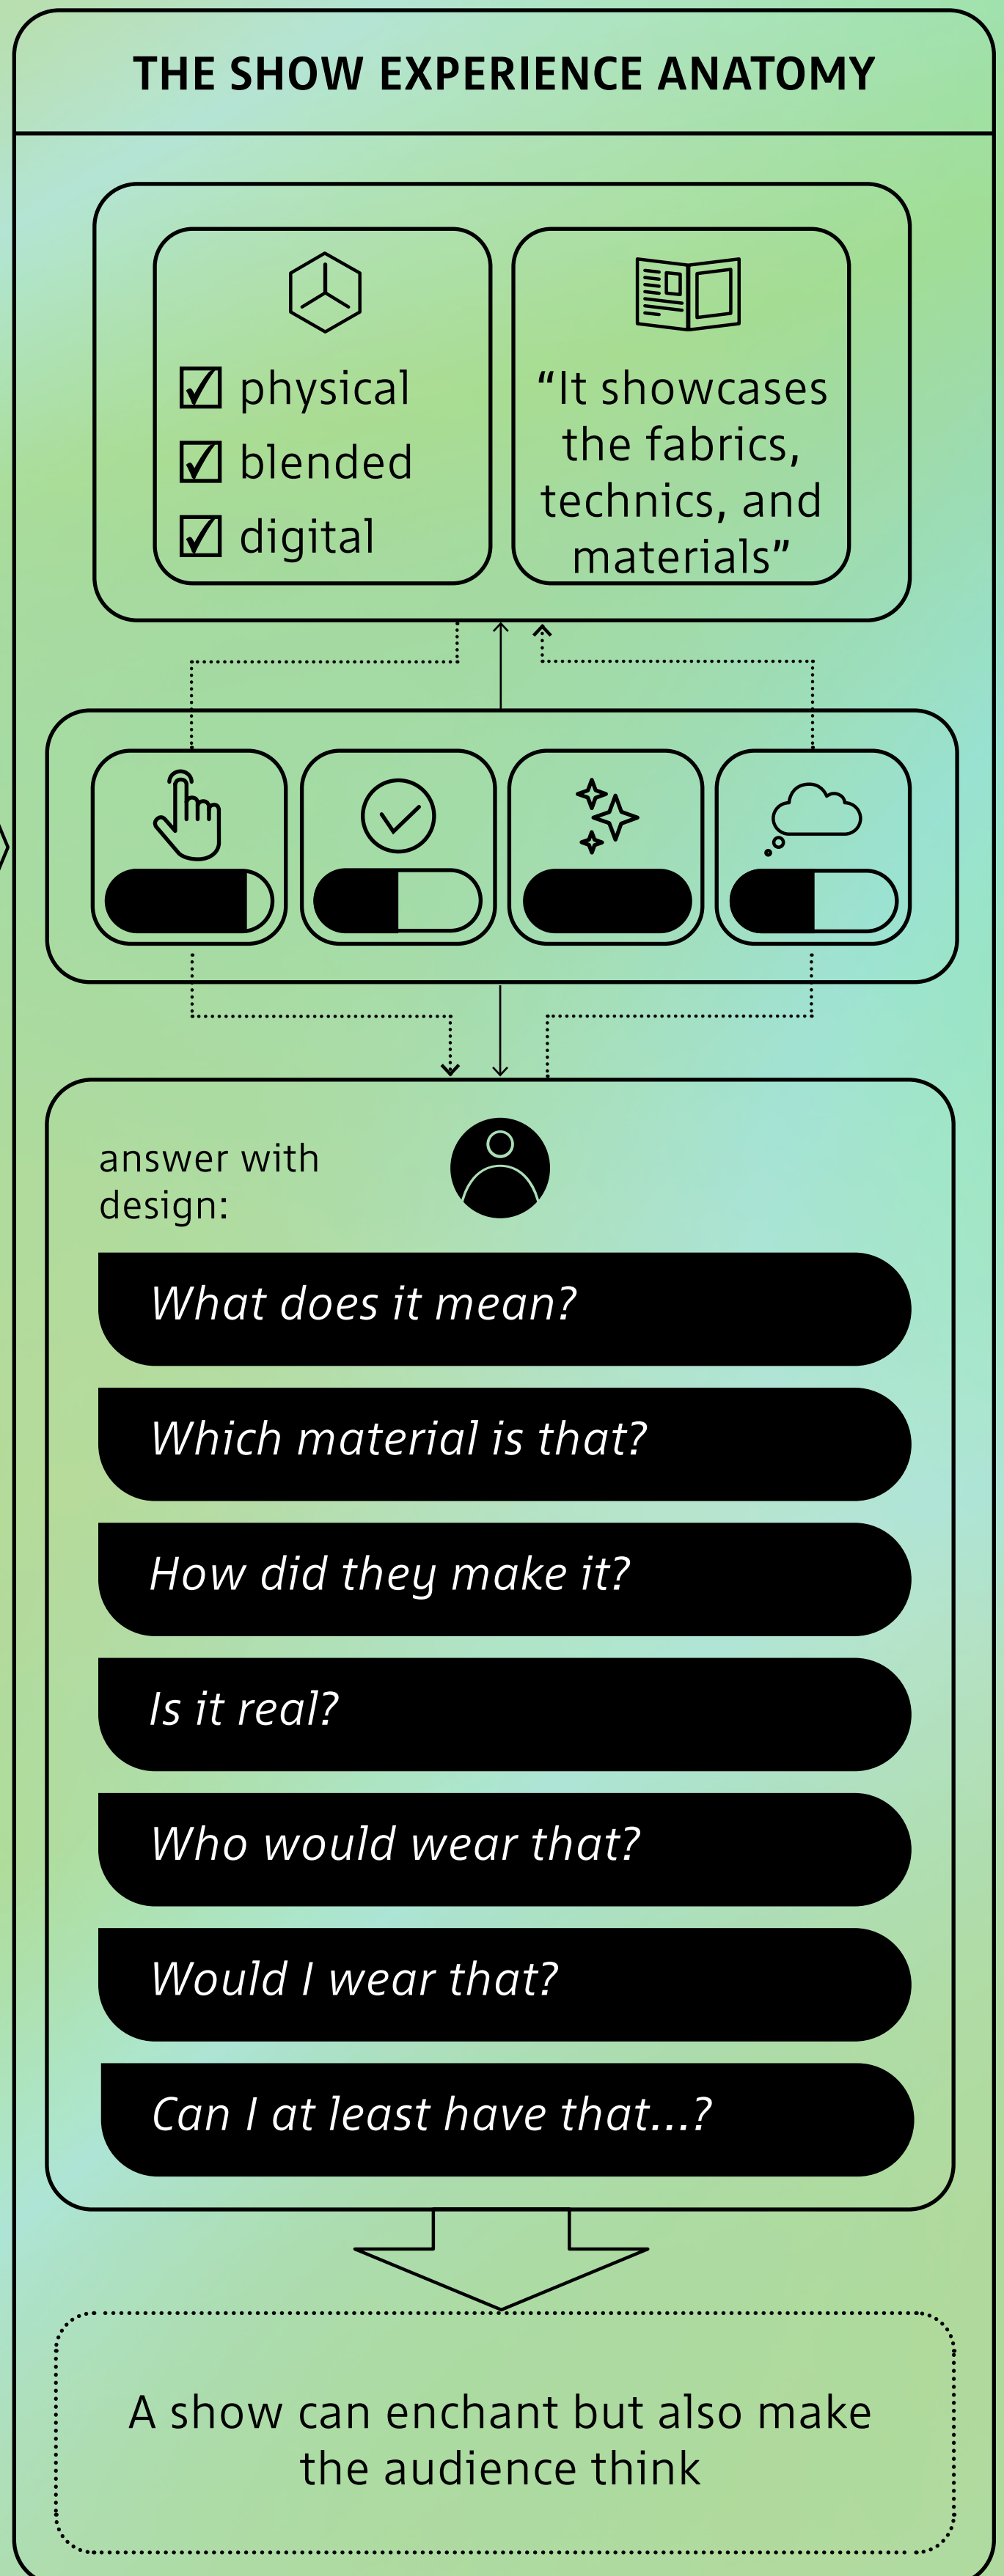 THE SHOW EXPERIENCE ANATOMY
physical
blended
digital
“It showcases
the fabrics,
technics, and
materials”
answer with
design:
What does it mean?
Which material is that?
How did they make it?
Is it real?
Who would wear that?
Would I wear that?
Can I at least have that...?
A show can enchant but also make
the audience think